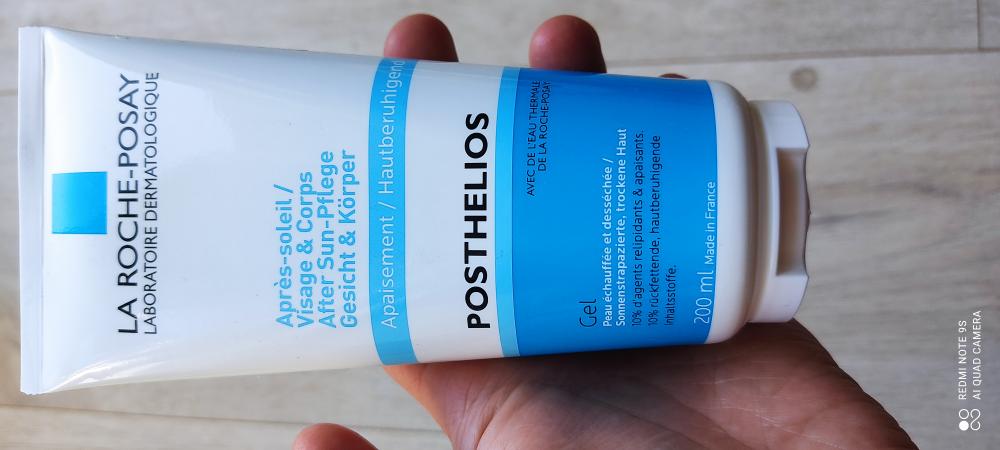 LA ROCHE-POSAY
LABORATOIRE DERMATOLOGIQUE
Après-soleil /
Visage & Corps
After Sun-Pflege
Gesicht & Körper
Apaisement / Hautberuhigend
POSTHELIOS
AVEC DE L'EAU THERMALE
DE LA ROCHE-POSAY
Gel
Peau échauffée et desséchée /
Sonnenstrapazierte, trockene Haut
10% d'agents relipidants & apaisants.
10% rückfettende, hautberuhigende
Inhaltsstoffe.
200 ml Made in France
REDMI NOTE 9S
AI QUAD CAMERA